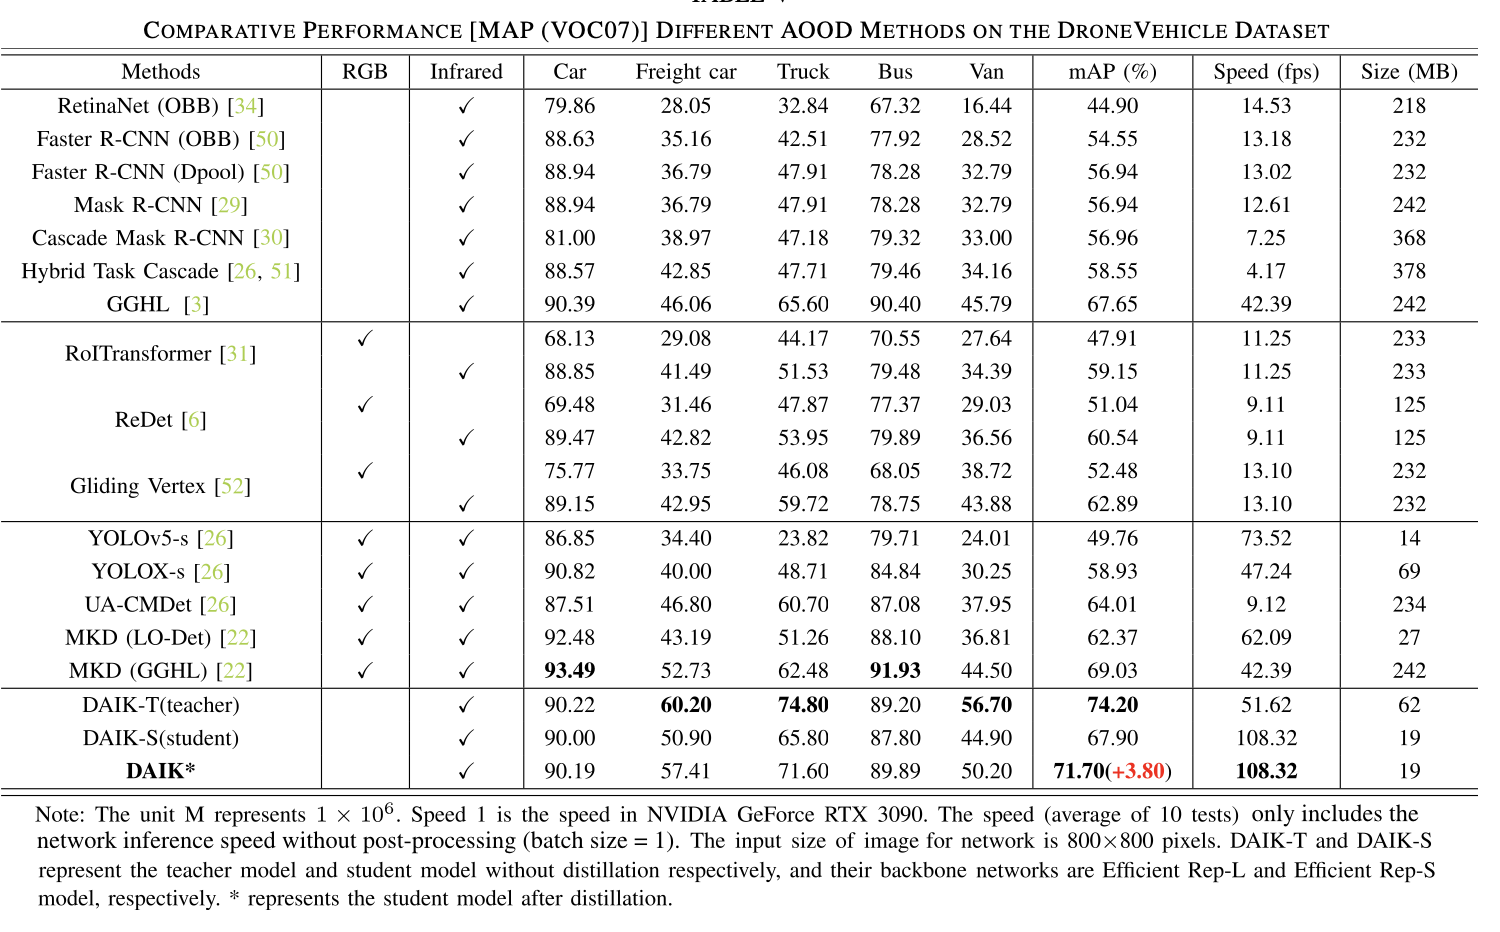 TABLE V
COMPARATIVE PERFORMANCE [MAP (VOC07)] DIFFERENT AOOD METHODS ON THE DRONEVEHICLE DATASET
Methods RGB Infrared Car Freight car Truck Bus Van mAP (%) Speed (fps) Size (MB)
RetinaNet (OBB) [34] ✓ 79.86 28.05 32.84 67.32 16.44 44.90 14.53 218
Faster R-CNN (OBB) [50] ✓ 88.63 35.16 42.51 77.92 28.52 54.55 13.18 232
Faster R-CNN (Dpool) [50] ✓ 88.94 36.79 47.91 78.28 32.79 56.94 13.02 232
Mask R-CNN [29] ✓ 88.94 36.79 47.91 78.28 32.79 56.94 12.61 242
Cascade Mask R-CNN [30] ✓ 81.00 38.97 47.18 79.32 33.00 56.96 7.25 368
Hybrid Task Cascade [26, 51] ✓ 88.57 42.85 47.71 79.46 34.16 58.55 4.17 378
GGHL [3] ✓ 90.39 46.06 65.60 90.40 45.79 67.65 42.39 242
RoITransformer [31] ✓ 68.13 29.08 44.17 70.55 27.64 47.91 11.25 233
✓ 88.85 41.49 51.53 79.48 34.39 59.15 11.25 233
ReDet [6] ✓ 69.48 31.46 47.87 77.37 29.03 51.04 9.11 125
✓ 89.47 42.82 53.95 79.89 36.56 60.54 9.11 125
Gliding Vertex [52] ✓ 75.77 33.75 46.08 68.05 38.72 52.48 13.10 232
✓ 89.15 42.95 59.72 78.75 43.88 62.89 13.10 232
YOLOv5-s [26] ✓ ✓ 86.85 34.40 23.82 79.71 24.01 49.76 73.52 14
YOLOX-s [26] ✓ ✓ 90.82 40.00 48.71 84.84 30.25 58.93 47.24 69
UA-CMDet [26] ✓ ✓ 87.51 46.80 60.70 87.08 37.95 64.01 9.12 234
MKD (LO-Det) [22] ✓ ✓ 92.48 43.19 51.26 88.10 36.81 62.37 62.09 27
MKD (GGHL) [22] ✓ ✓ 93.49 52.73 62.48 91.93 44.50 69.03 42.39 242
DAIK-T(teacher) ✓ 90.22 60.20 74.80 89.20 56.70 74.20 51.62 62
DAIK-S(student) ✓ 90.00 50.90 65.80 87.80 44.90 67.90 108.32 19
DAIK* ✓ 90.19 57.41 71.60 89.89 50.20 71.70(+3.80) 108.32 19
Note: The unit M represents 1 × 10⁶. Speed 1 is the speed in NVIDIA GeForce RTX 3090. The speed (average of 10 tests) only includes the
network inference speed without post-processing (batch size = 1). The input size of image for network is 800×800 pixels. DAIK-T and DAIK-S
represent the teacher model and student model without distillation respectively, and their backbone networks are Efficient Rep-L and Efficient Rep-S
model, respectively. * represents the student model after distillation.